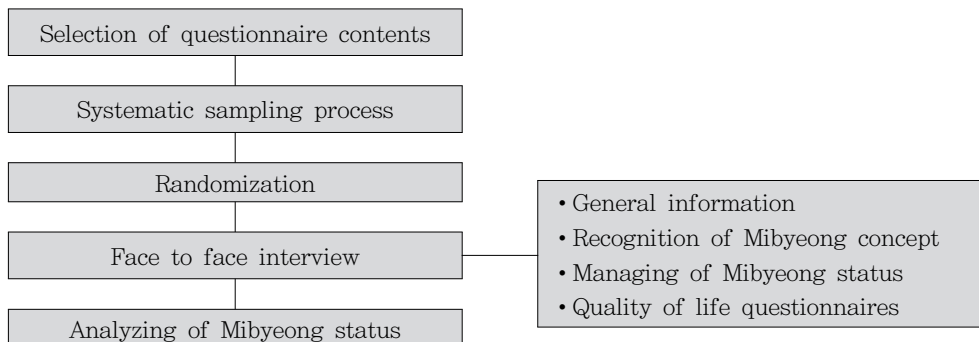 Selection of questionnaire contents
Systematic sampling process
Randomization
Face to face interview
• General information
• Recognition of Mibyeong concept
• Managing of Mibyeong status
• Quality of life questionnaires
Analyzing of Mibyeong status